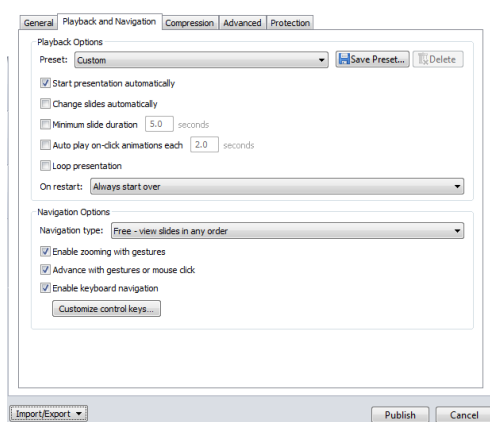 General Playback and Navigation Compression Advanced Protection
Playback Options
Preset: Custom Save Preset... Delete
Start presentation automatically
Change slides automatically
Minimum slide duration 5.0 seconds
Auto play on-click animations each 2.0 seconds
Loop presentation
On restart: Always start over
Navigation Options
Navigation type: Free - view slides in any order
Enable zooming with gestures
Advance with gestures or mouse click
Enable keyboard navigation
Customize control keys...
Import/Export Publish Cancel